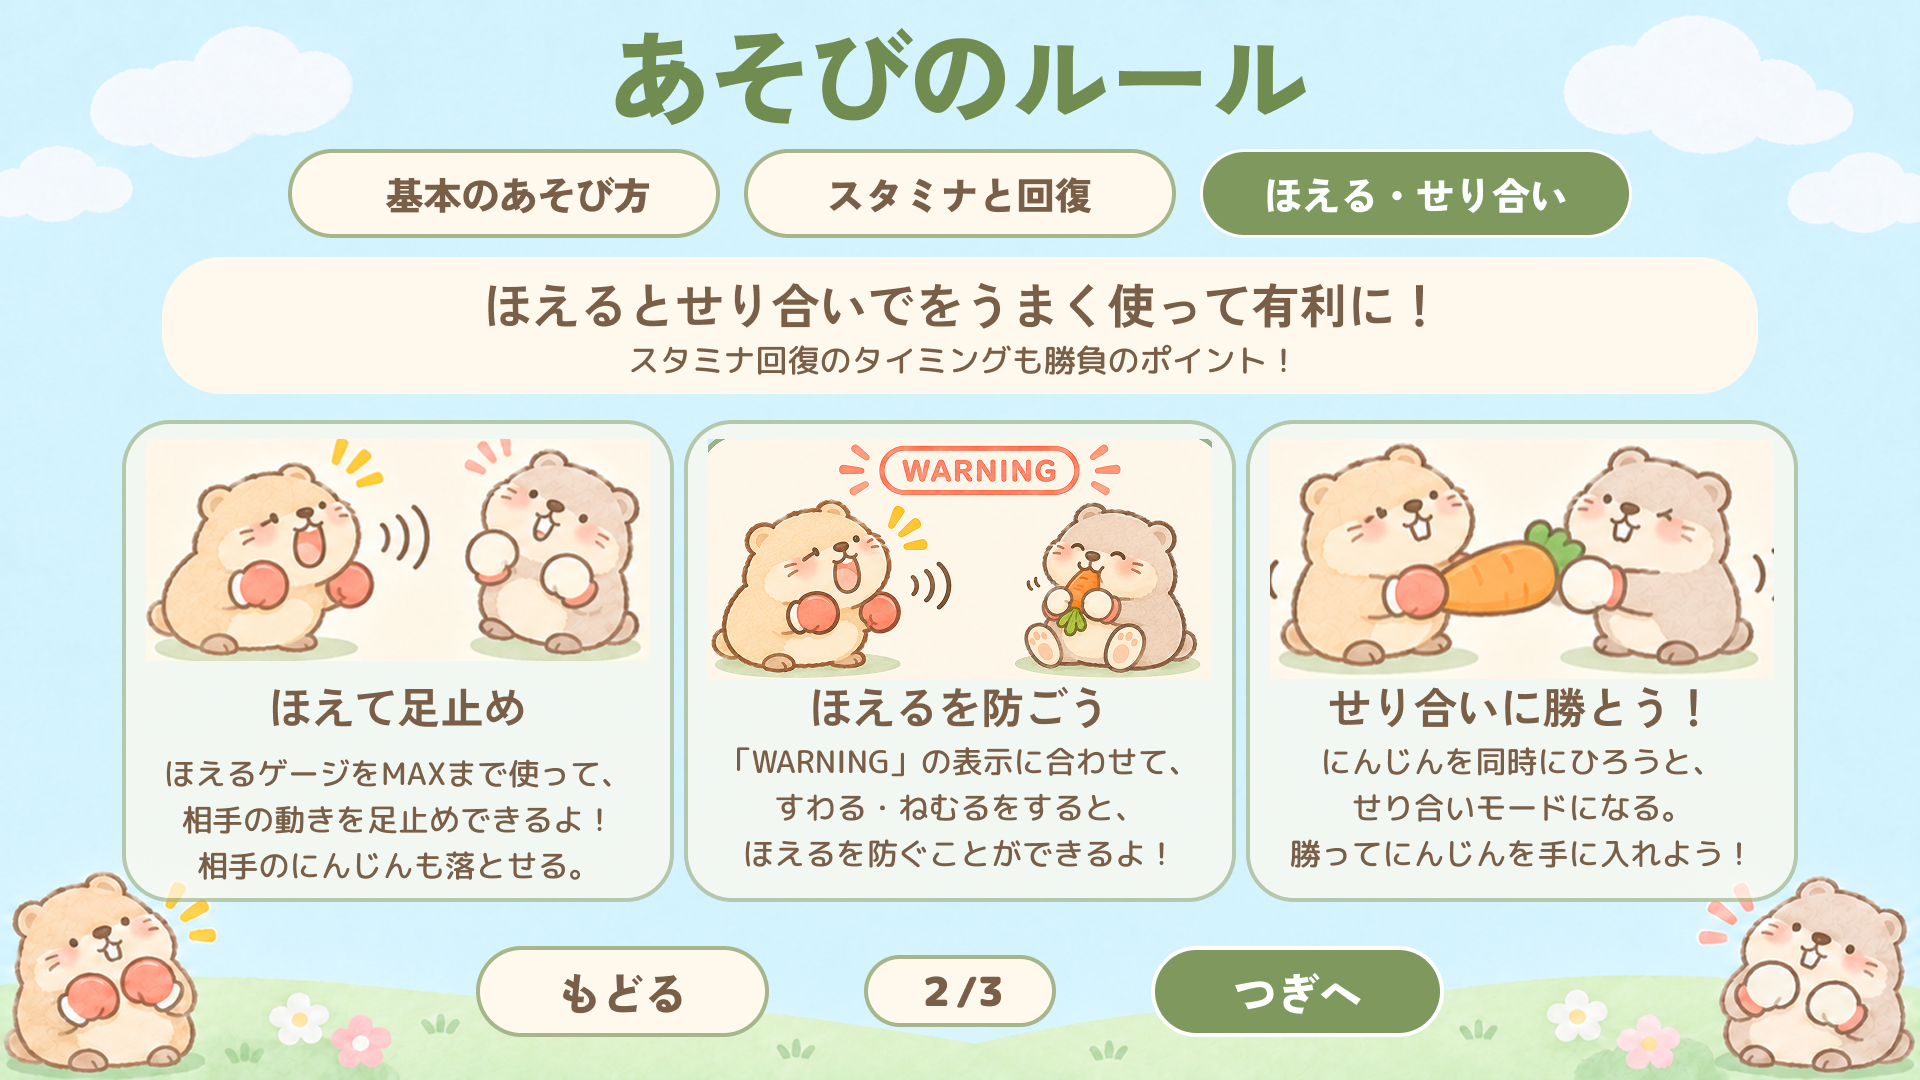 あそびのルール
基本のあそび方
スタミナと回復
ほえる・せり合い
ほえるとせり合いでをうまく使って有利に！
スタミナ回復のタイミングも勝負のポイント！
WARNING
ほえて足止め
ほえるゲージをMAXまで使って、
相手の動きを足止めできるよ！
相手のにんじんも落とせる。
ほえるを防ごう
「WARNING」の表示に合わせて、
すわる・ねむるをすると、
ほえるを防ぐことができるよ！
せり合いに勝とう！
にんじんを同時にひろうと、
せり合いモードになる。
勝ってにんじんを手に入れよう！
もどる
2/3
つぎへ